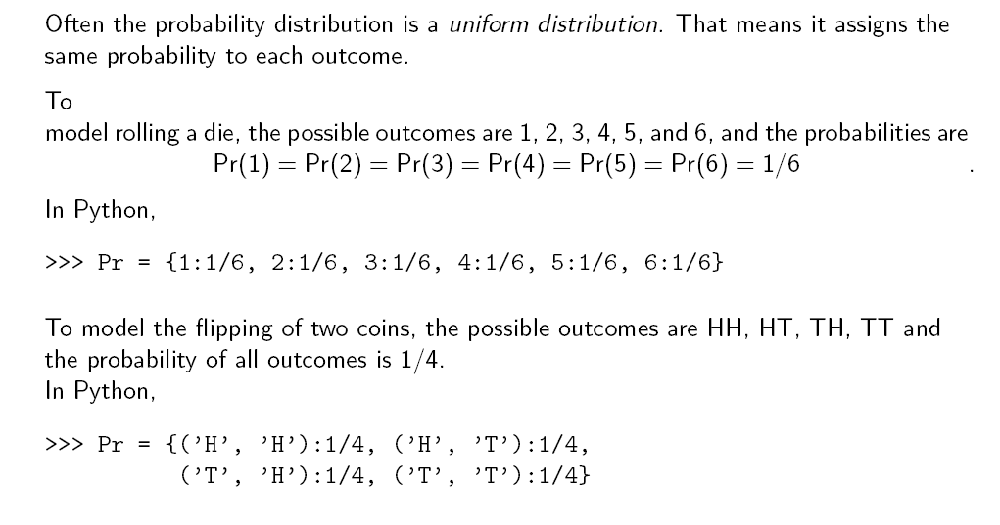 Often the probability distribution is a uniform distribution. That means it assigns the
same probability to each outcome.
To
model rolling a die, the possible outcomes are 1, 2, 3, 4, 5, and 6, and the probabilities are
Pr(1) = Pr(2) = Pr(3) = Pr(4) = Pr(5) = Pr(6) = 1/6 .
In Python,
>>> Pr = {1:1/6, 2:1/6, 3:1/6, 4:1/6, 5:1/6, 6:1/6}
To model the flipping of two coins, the possible outcomes are HH, HT, TH, TT and
the probability of all outcomes is 1/4.
In Python,
>>> Pr = {(’H’, ’H’):1/4, (’H’, ’T’):1/4,
(’T’, ’H’):1/4, (’T’, ’T’):1/4}